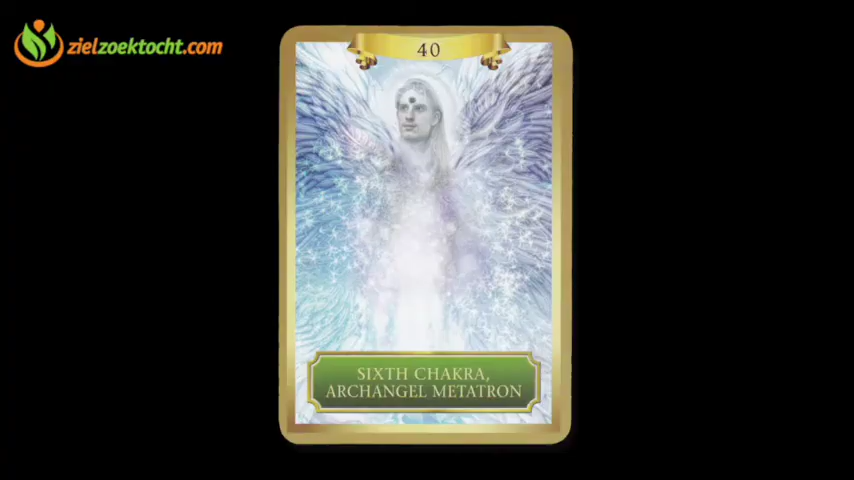 zielzoektocht.com
40
SIXTH CHAKRA,
ARCHANGEL METATRON